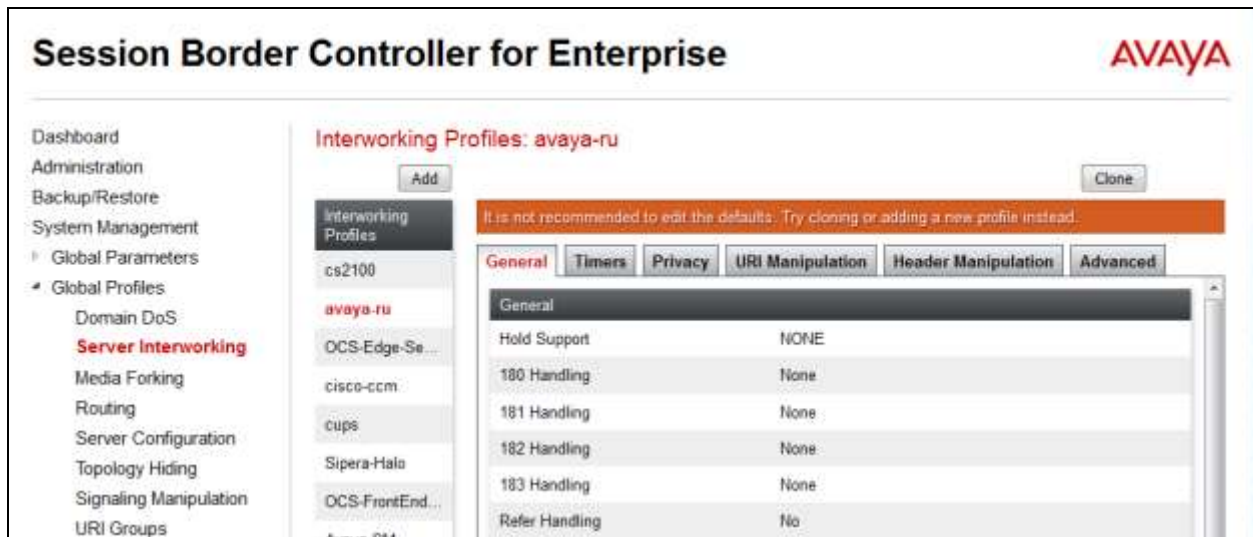 Session Border Controller for Enterprise
AVAYA
Dashboard
Administration
Backup/Restore
System Management
Global Parameters
Global Profiles
Domain DoS
Server Interworking
Media Forking
Routing
Server Configuration
Topology Hiding
Signaling Manipulation
URI Groups
Interworking Profiles: avaya-ru
Add
Clone
Interworking
Profiles
cs2100
avaya-ru
OCS-Edge-Se...
cisco-ccm
cups
Sipera-Halo
OCS-FrontEnd...
It is not recommended to edit the defaults. Try cloning or adding a new profile instead.
General
Timers
Privacy
URI Manipulation
Header Manipulation
Advanced
General
Hold Support NONE
180 Handling None
181 Handling None
182 Handling None
183 Handling None
Refer Handling No